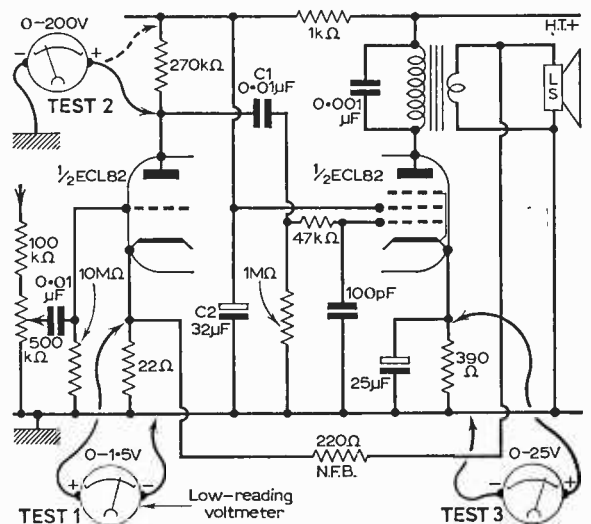 0-200V
TEST 2
270kΩ
C1
0·01μF
1kΩ
H.T.+
0·001
μF
LS
½ECL82
½ECL82
100
kΩ
0·01
μF
500
kΩ
10MΩ
22Ω
C2
32μF
1MΩ
47kΩ
100pF
25μF
390
Ω
220Ω
N.F.B.
0-1·5V
TEST 1
Low-reading
voltmeter
0-25V
TEST 3